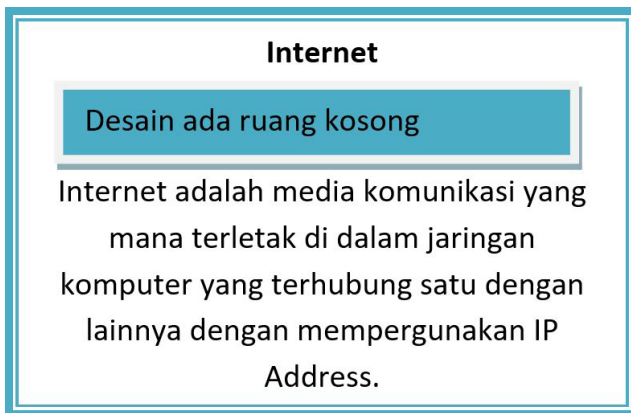 Internet
Desain ada ruang kosong
Internet adalah media komunikasi yang
mana terletak di dalam jaringan
komputer yang terhubung satu dengan
lainnya dengan mempergunakan IP
Address.